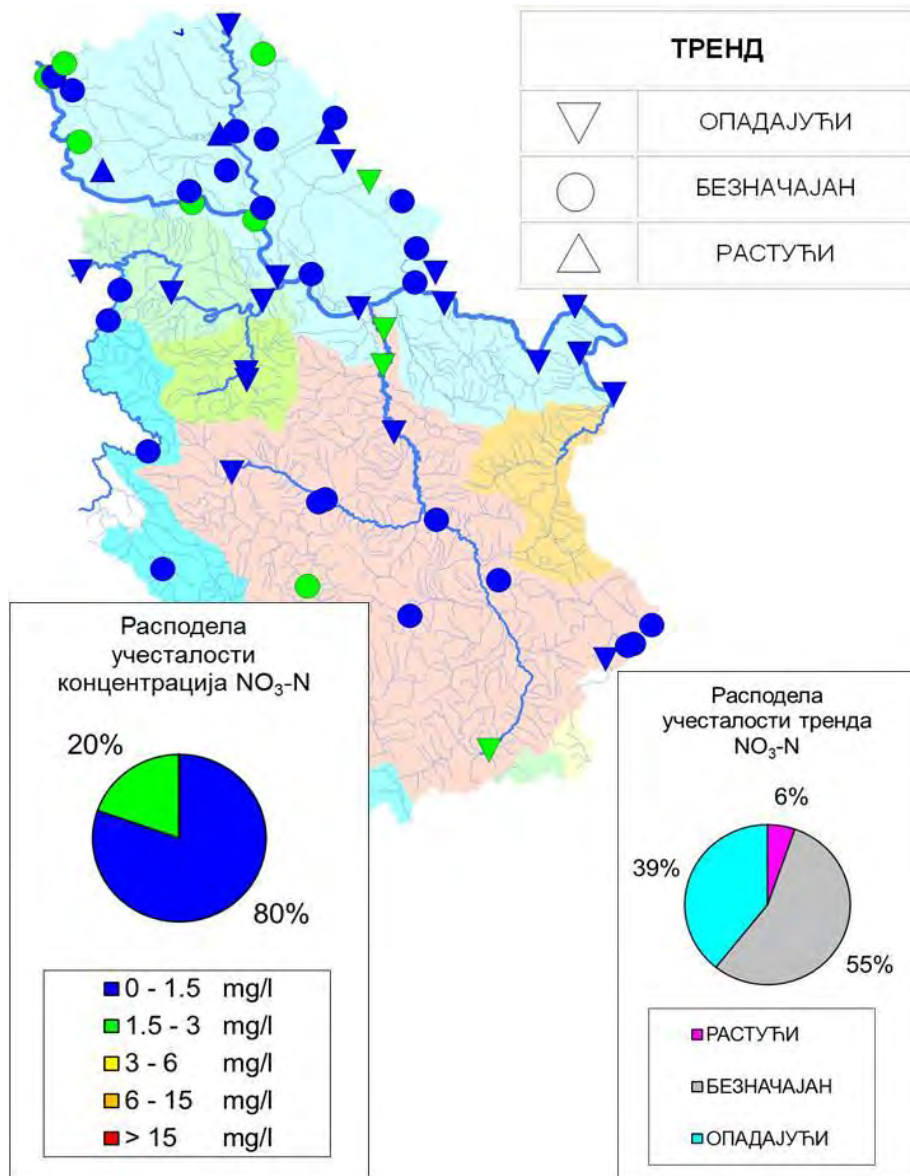 ТРЕНД
ОПАДАЈУЋИ
БЕЗНАЧАЈАН
РАСТУЋИ
Расподела
учесталости
концентрација NO₃-N
20%
80%
0 - 1.5 mg/l
1.5 - 3 mg/l
3 - 6 mg/l
6 - 15 mg/l
> 15 mg/l
Расподела
учесталости тренда
NO₃-N
6%
39%
55%
РАСТУЋИ
БЕЗНАЧАЈАН
ОПАДАЈУЋИ